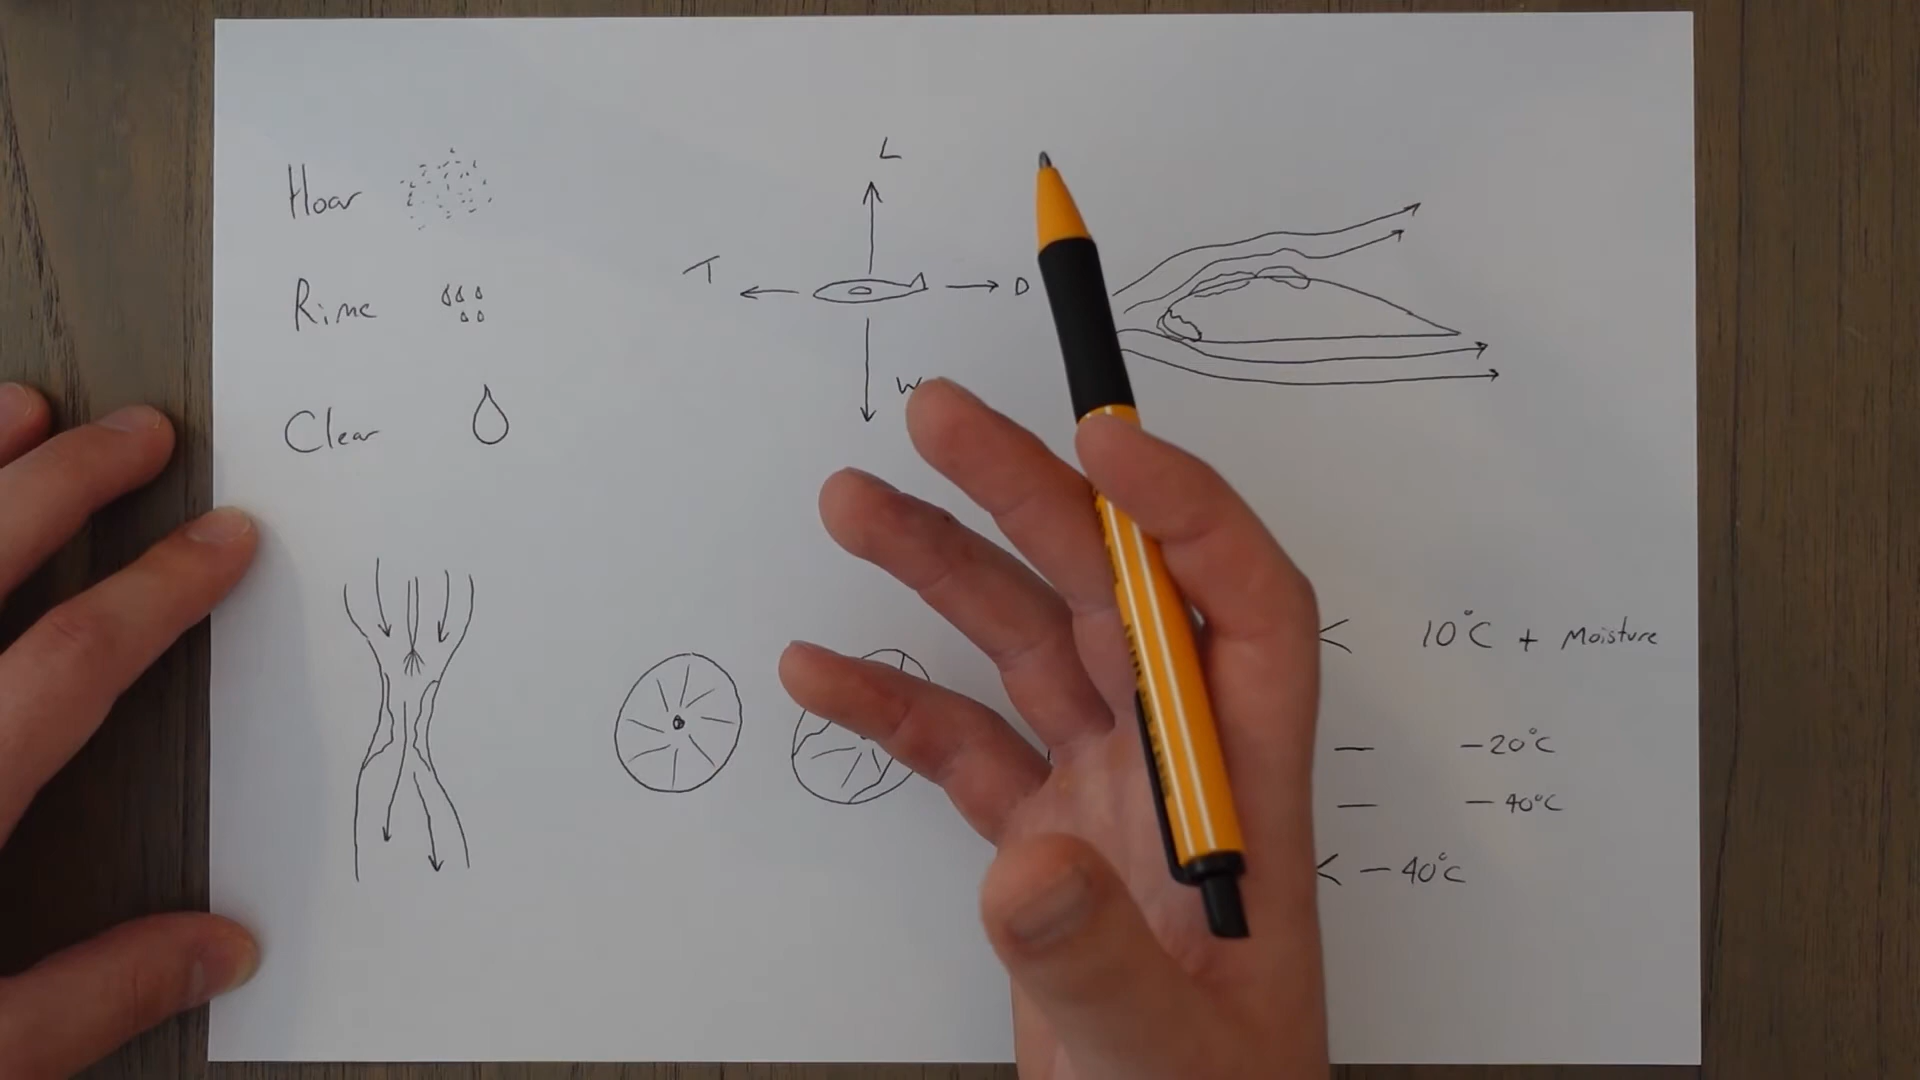 Hoar
Rime
Clear
L
T
D
W
< 10°C + Moisture
— -20°C
— -40°C
< -40°C